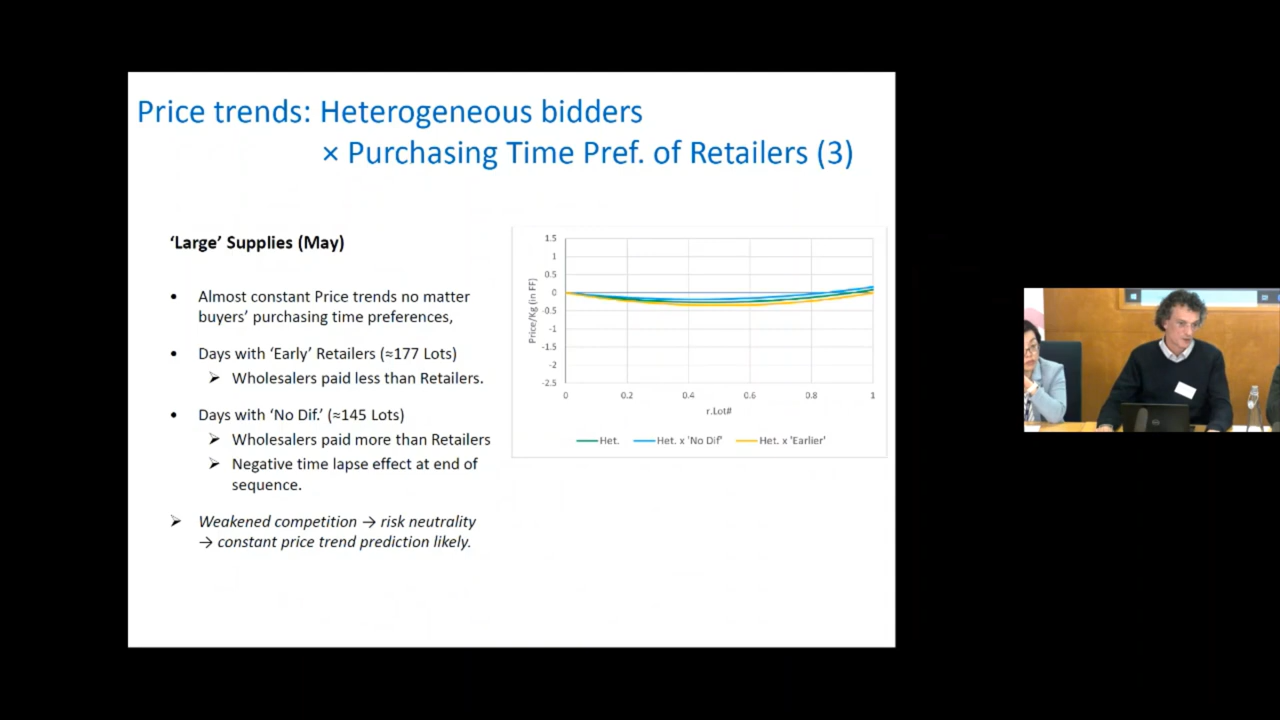 Price trends: Heterogeneous bidders
× Purchasing Time Pref. of Retailers (3)
‘Large’ Supplies (May)
• Almost constant Price trends no matter
buyers’ purchasing time preferences,
• Days with ‘Early’ Retailers (≈177 Lots)
➢ Wholesalers paid less than Retailers.
• Days with ‘No Dif.’ (≈145 Lots)
➢ Wholesalers paid more than Retailers
➢ Negative time lapse effect at end of
sequence.
➢ Weakened competition → risk neutrality
→ constant price trend prediction likely.
Price/Kg (in FF)
1.5
1
0.5
0
-0.5
-1
-1.5
-2
-2.5
0 0.2 0.4 0.6 0.8 1
r.Lot#
Het. Het. x 'No Dif' Het. x 'Earlier'